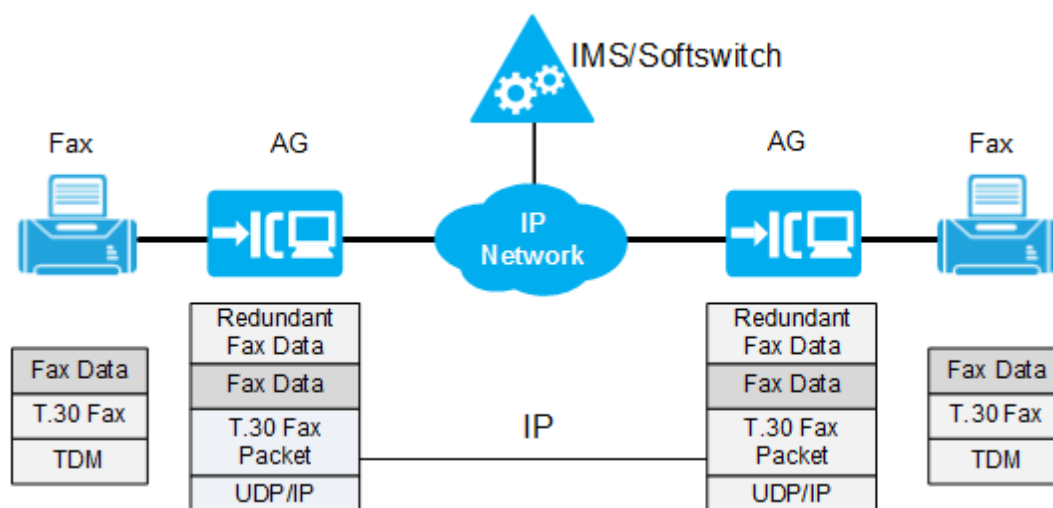 IMS/Softswitch
Fax
AG
AG
Fax
IP
Network
Redundant
Fax Data
Fax Data
T.30 Fax
Packet
UDP/IP
Redundant
Fax Data
Fax Data
T.30 Fax
Packet
UDP/IP
Fax Data
T.30 Fax
TDM
IP
Fax Data
T.30 Fax
TDM